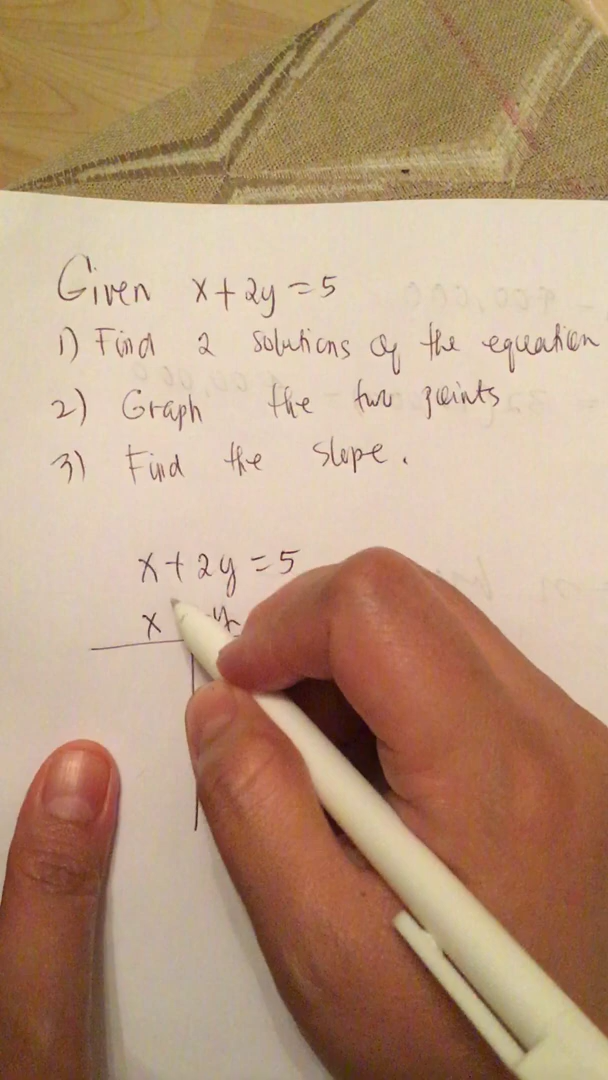 Given x+2y=5
1) Find 2 solutions of the equation
2) Graph the two points
3) Find the slope.
x+2y=5
x y